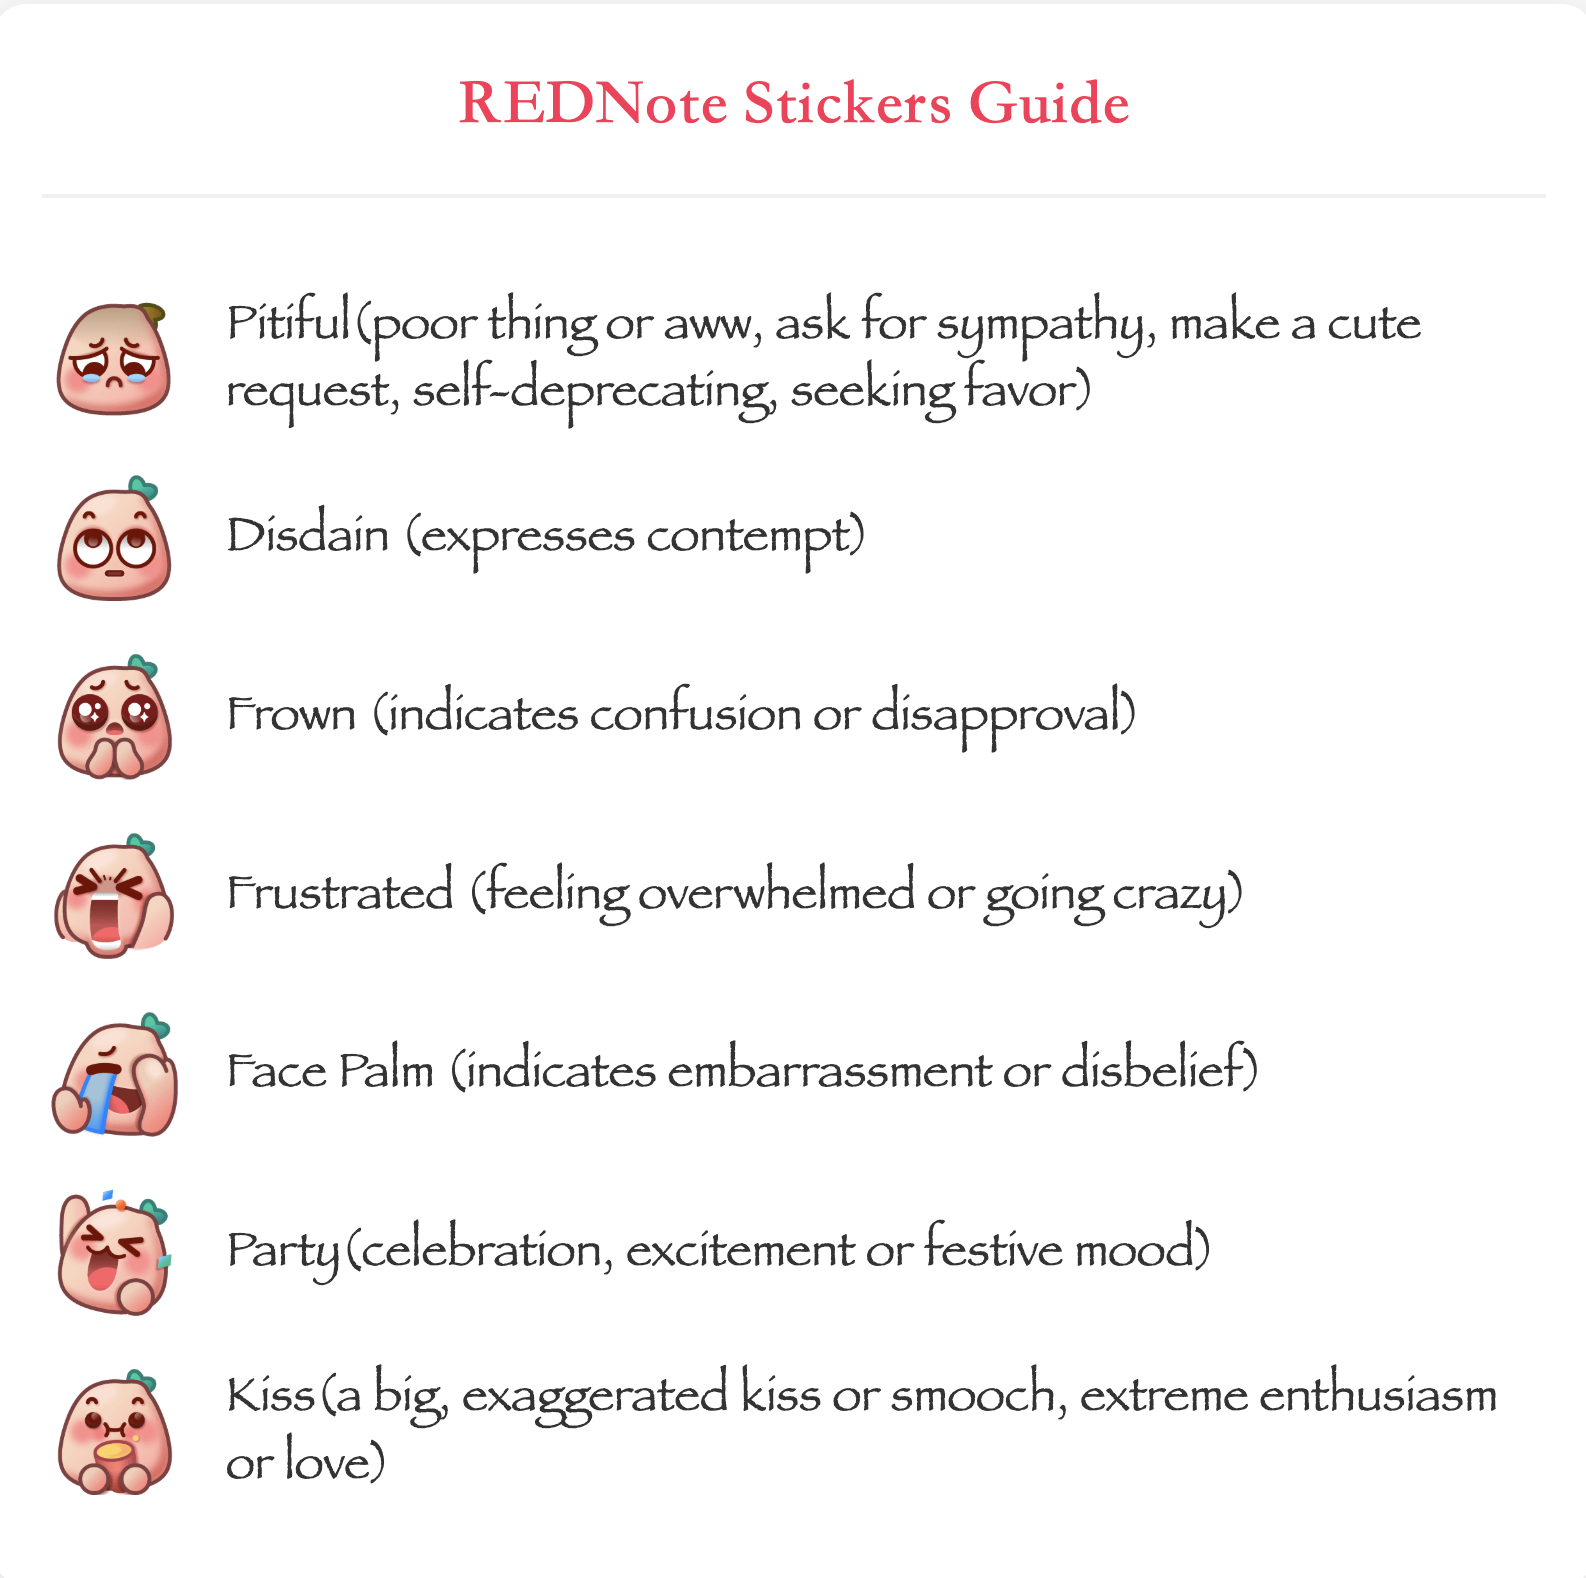 REDNote Stickers Guide
Pitiful(poor thing or aww, ask for sympathy, make a cute
request, self-deprecating, seeking favor)
Disdain (expresses contempt)
Frown (indicates confusion or disapproval)
Frustrated (feeling overwhelmed or going crazy)
Face Palm (indicates embarrassment or disbelief)
Party(celebration, excitement or festive mood)
Kiss(a big, exaggerated kiss or smooch, extreme enthusiasm
or love)